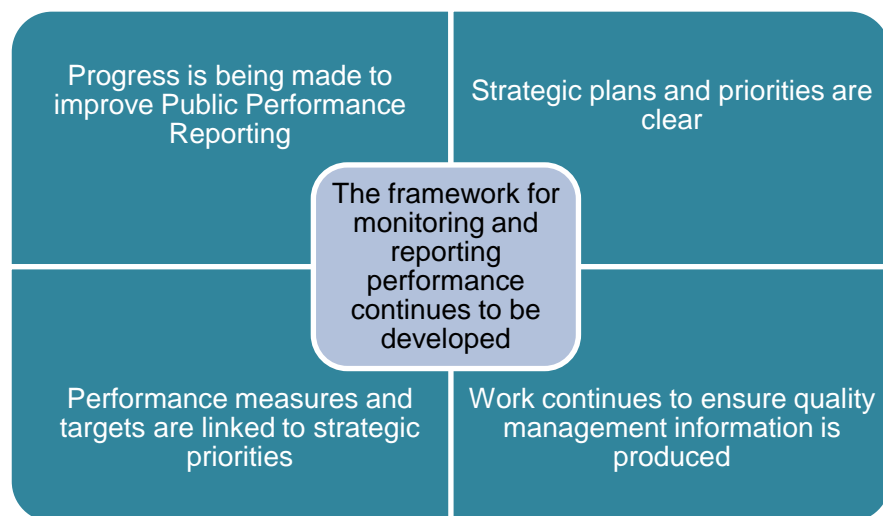 Progress is being made to
improve Public Performance
Reporting
Strategic plans and priorities are
clear
The framework for
monitoring and
reporting
performance
continues to be
developed
Performance measures and
targets are linked to strategic
priorities
Work continues to ensure quality
management information is
produced